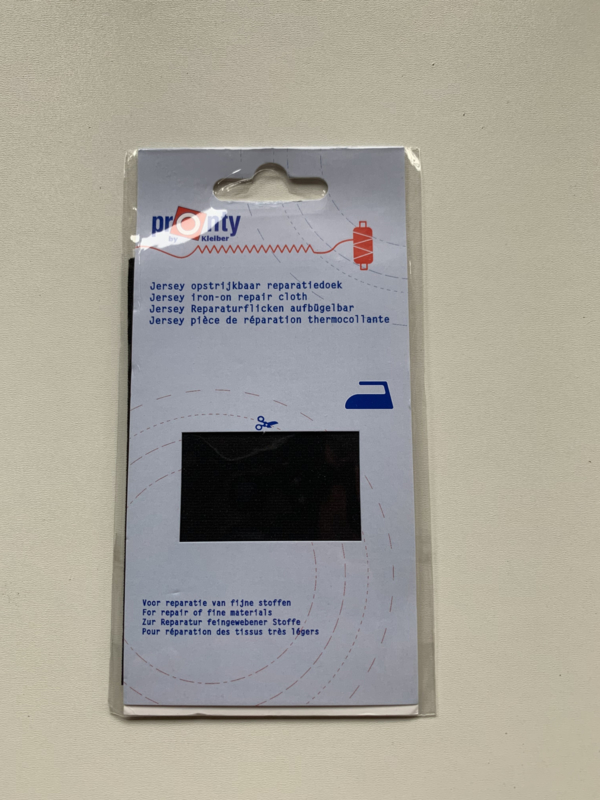 pronty
by Kleiber
Jersey opstrijkbaar reparatiedoek
Jersey iron-on repair cloth
Jersey Reparaturflicken aufbügelbar
Jersey pièce de réparation thermocollante
Voor reparatie van fijne stoffen
For repair of fine materials
Zur Reparatur feingewebener Stoffe
Pour réparation des tissus très légers